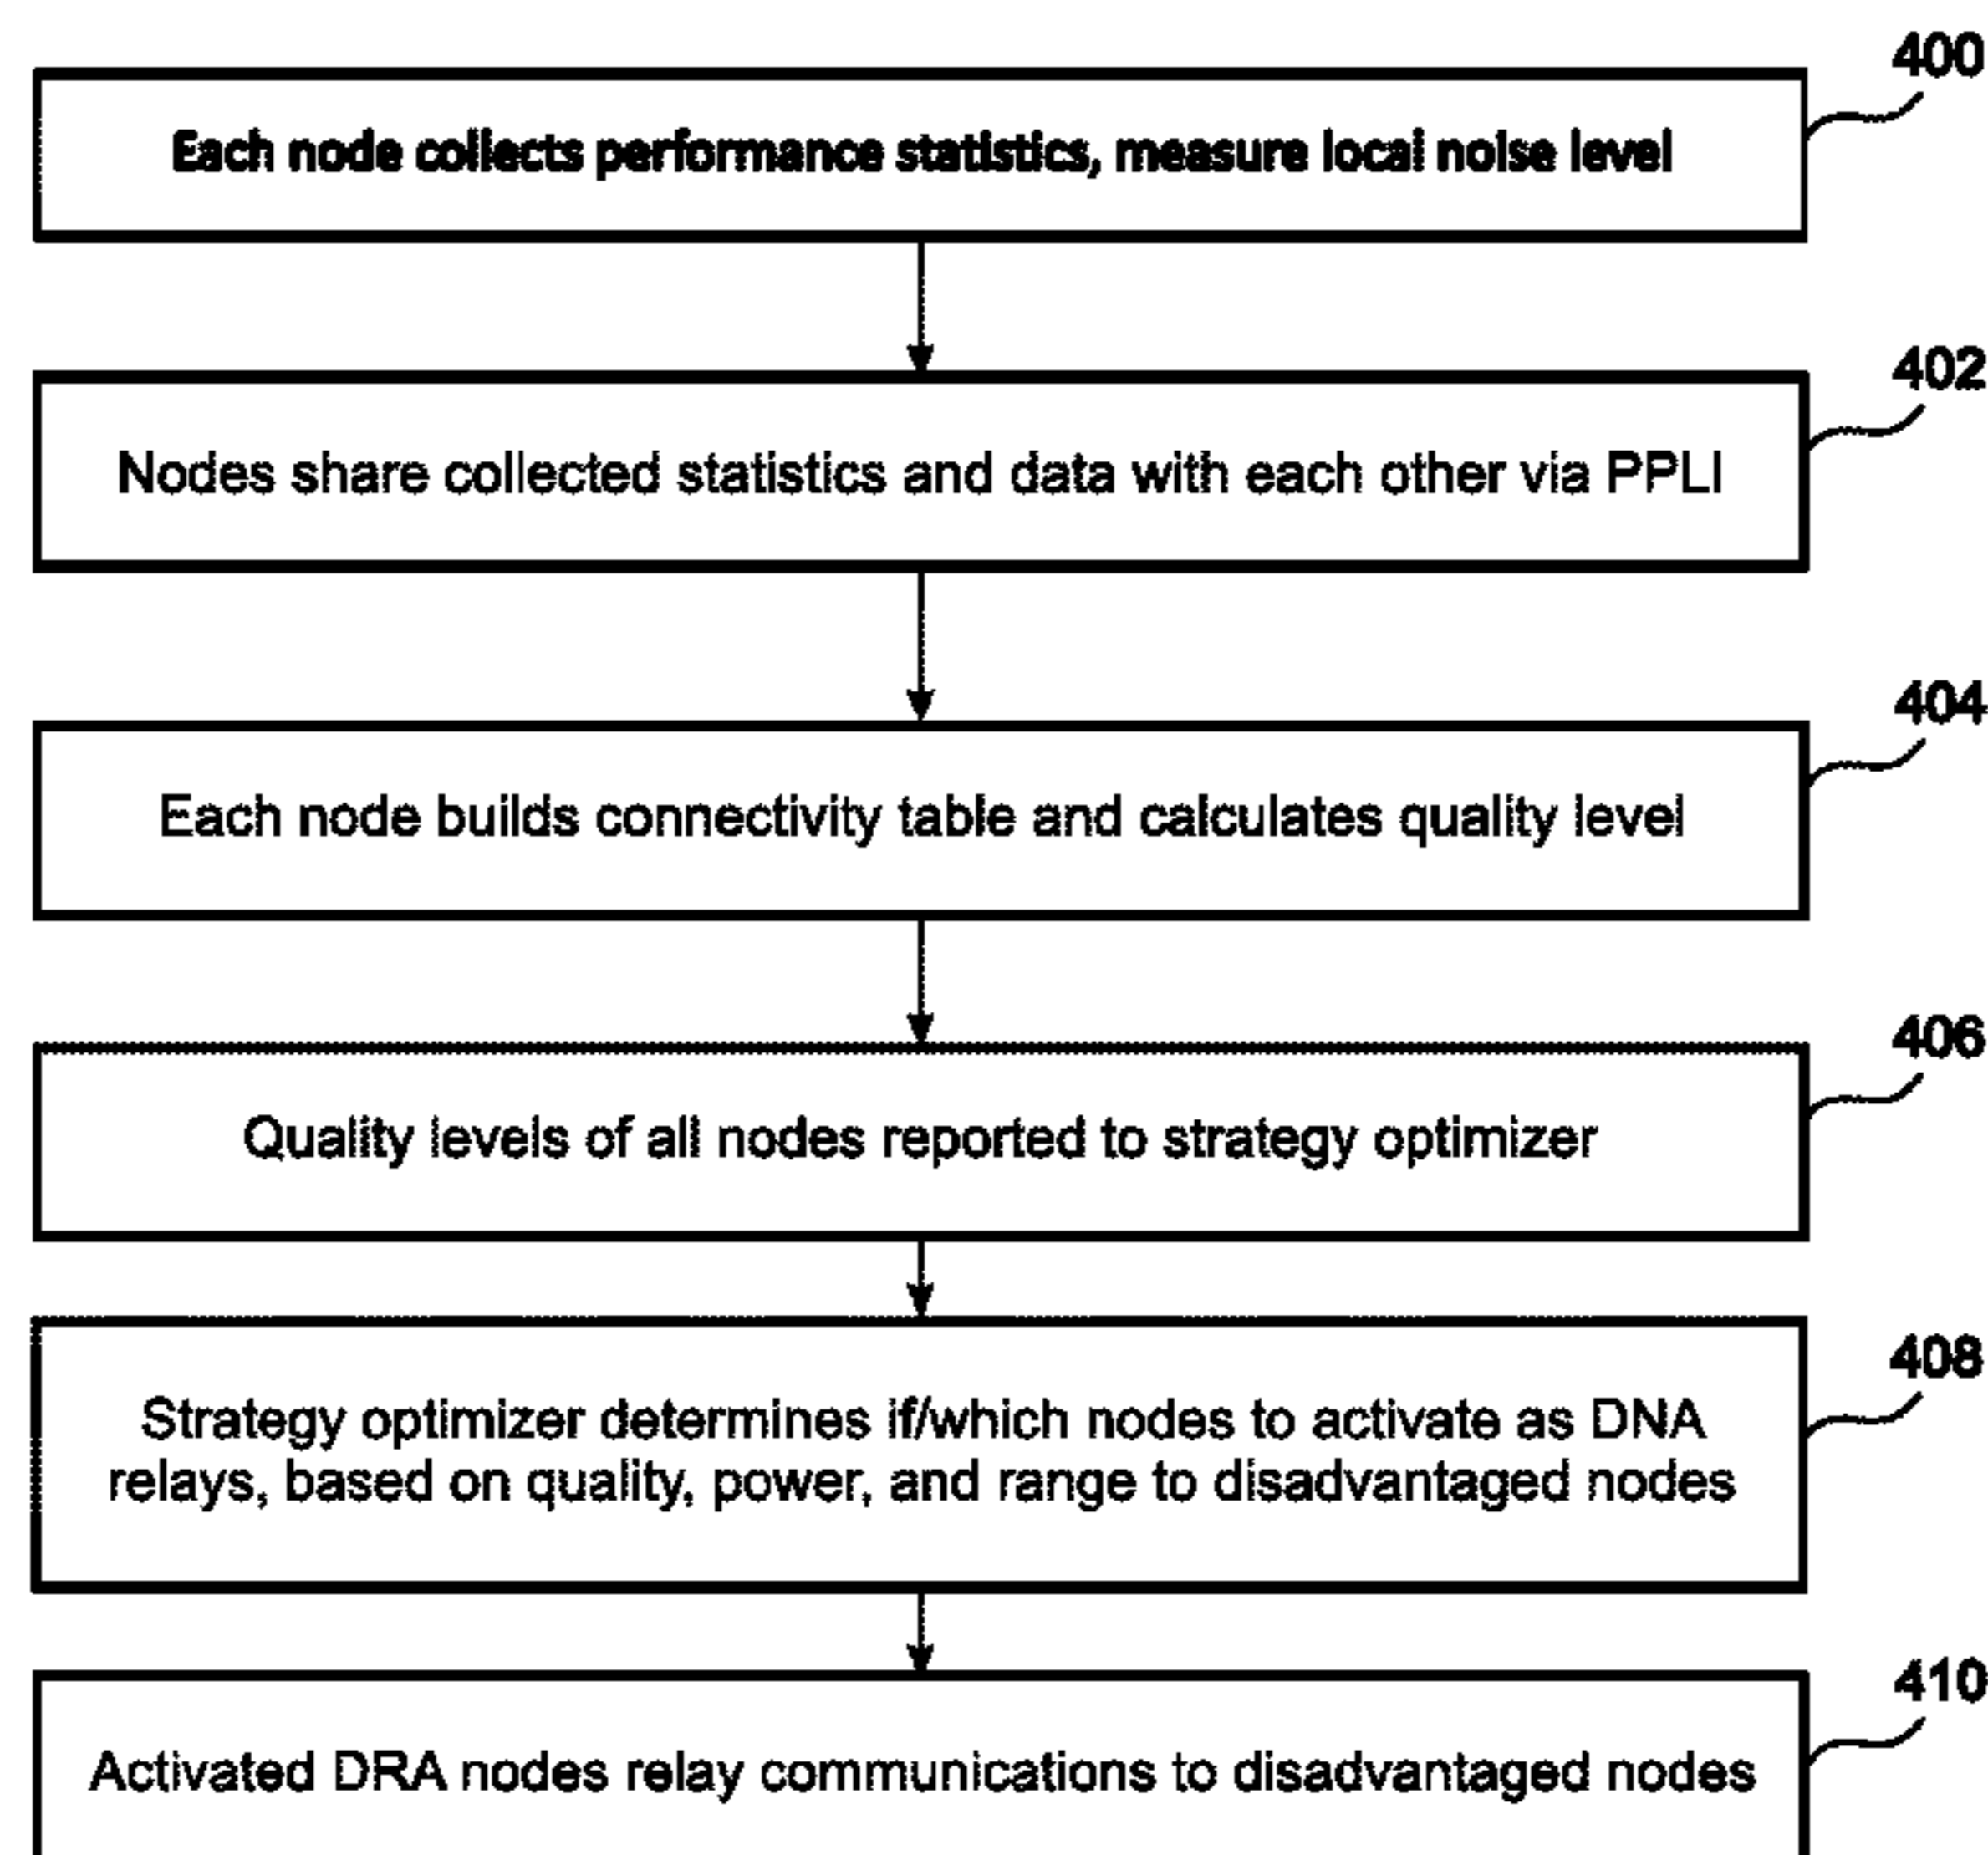 400
Each node collects performance statistics, measure local noise level
402
Nodes share collected statistics and data with each other via PPLI
404
Each node builds connectivity table and calculates quality level
406
Quality levels of all nodes reported to strategy optimizer
408
Strategy optimizer determines if/which nodes to activate as DNA
relays, based on quality, power, and range to disadvantaged nodes
410
Activated DRA nodes relay communications to disadvantaged nodes